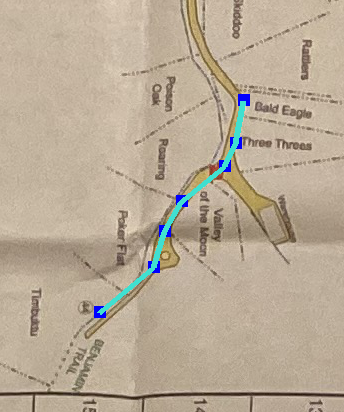 Skiddoo
Rattlers
Poison
Oak
Bald Eagle
Three Threes
Roaring
Valley
of the Moon
Poker Flat
Timbuktu
44
BENJAMIN
TRAIL
15
14
13